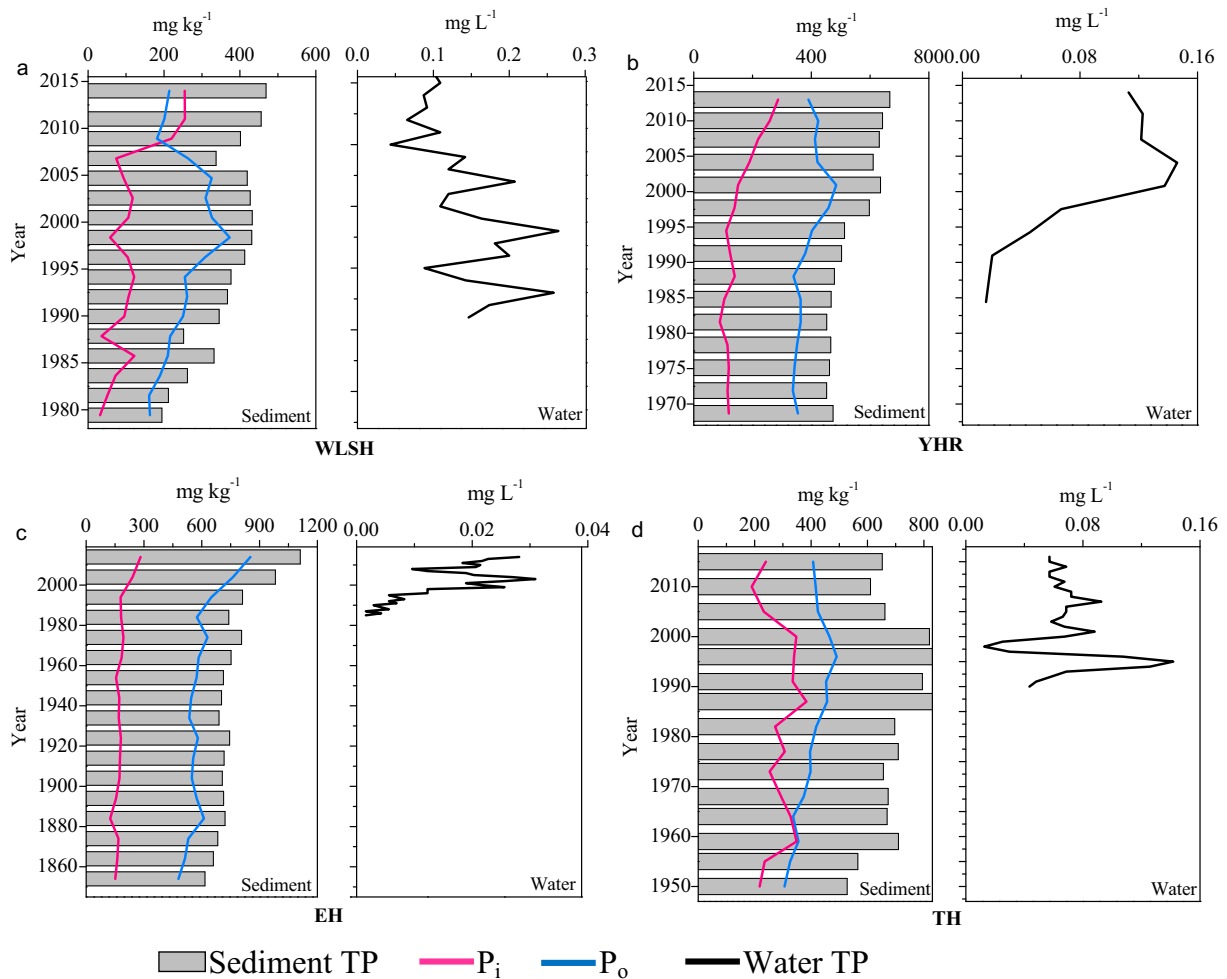 mg kg⁻¹ mg L⁻¹
0 200 400 600 0.0 0.1 0.2 0.3
a
2015
2010
2005
2000
1995
1990
1985
1980
Year
Sediment Water
WLSH
mg kg⁻¹ mg L⁻¹
0 400 8000 0.00 0.08 0.16
b
2015
2010
2005
2000
1995
1990
1985
1980
1975
1970
Year
Sediment Water
YHR
mg kg⁻¹ mg L⁻¹
0 300 600 900 1200 0.00 0.02 0.04
c
2000
1980
1960
1940
1920
1900
1880
1860
Year
Sediment Water
EH
mg kg⁻¹ mg L⁻¹
0 200 400 600 800 0.00 0.08 0.16
d
2010
2000
1990
1980
1970
1960
1950
Year
Sediment Water
TH
Sediment TP Pᵢ Pₒ Water TP